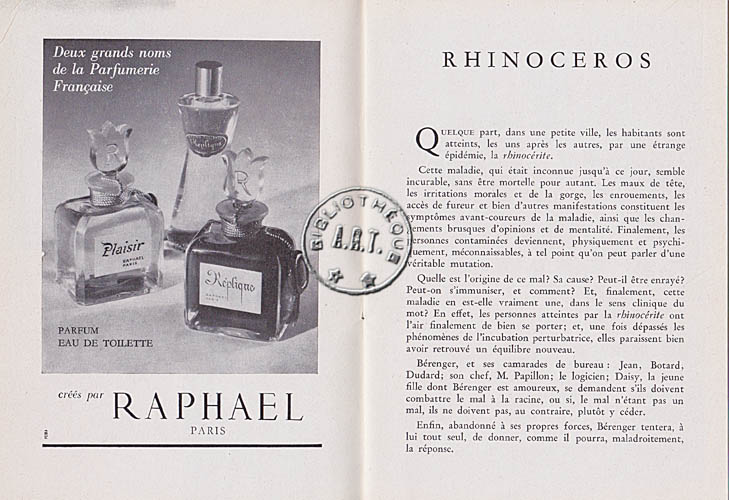 Deux grands noms
de la Parfumerie
Française
R
Réplique
R
Plaisir
RAPHAEL
PARIS
Réplique
RAPHAEL
PARIS
PARFUM
EAU DE TOILETTE
créés par
RAPHAEL
PARIS
BIBLIOTHÈQUE
A.R.T.
RHINOCEROS
QUELQUE part, dans une petite ville, les habitants sont
atteints, les uns après les autres, par une étrange
épidémie, la rhinocérite.
Cette maladie, qui était inconnue jusqu'à ce jour, semble
incurable, sans être mortelle pour autant. Les maux de tête,
les irritations morales et de la gorge, les enrouements, les
accès de fureur et bien d'autres manifestations constituent les
symptômes avant-coureurs de la maladie, ainsi que les chan-
gements brusques d'opinions et de mentalité. Finalement, les
personnes contaminées deviennent, physiquement et psychi-
quement, méconnaissables, à tel point qu'on peut parler d'une
véritable mutation.
Quelle est l'origine de ce mal? Sa cause? Peut-il être enrayé?
Peut-on s'immuniser, et comment? Et, finalement, cette
maladie en est-elle vraiment une, dans le sens clinique du
mot? En effet, les personnes atteintes par la rhinocérite ont
l'air finalement de bien se porter; et, une fois dépassés les
phénomènes de l'incubation perturbatrice, elles paraissent bien
avoir retrouvé un équilibre nouveau.
Bérenger, et ses camarades de bureau : Jean, Botard,
Dudard; son chef, M. Papillon; le logicien; Daisy, la jeune
fille dont Bérenger est amoureux, se demandent s'ils doivent
combattre le mal à la racine, ou si, le mal n'étant pas un
mal, ils ne doivent pas, au contraire, plutôt y céder.
Enfin, abandonné à ses propres forces, Bérenger tentera, à
lui tout seul, de donner, comme il pourra, maladroitement,
la réponse.